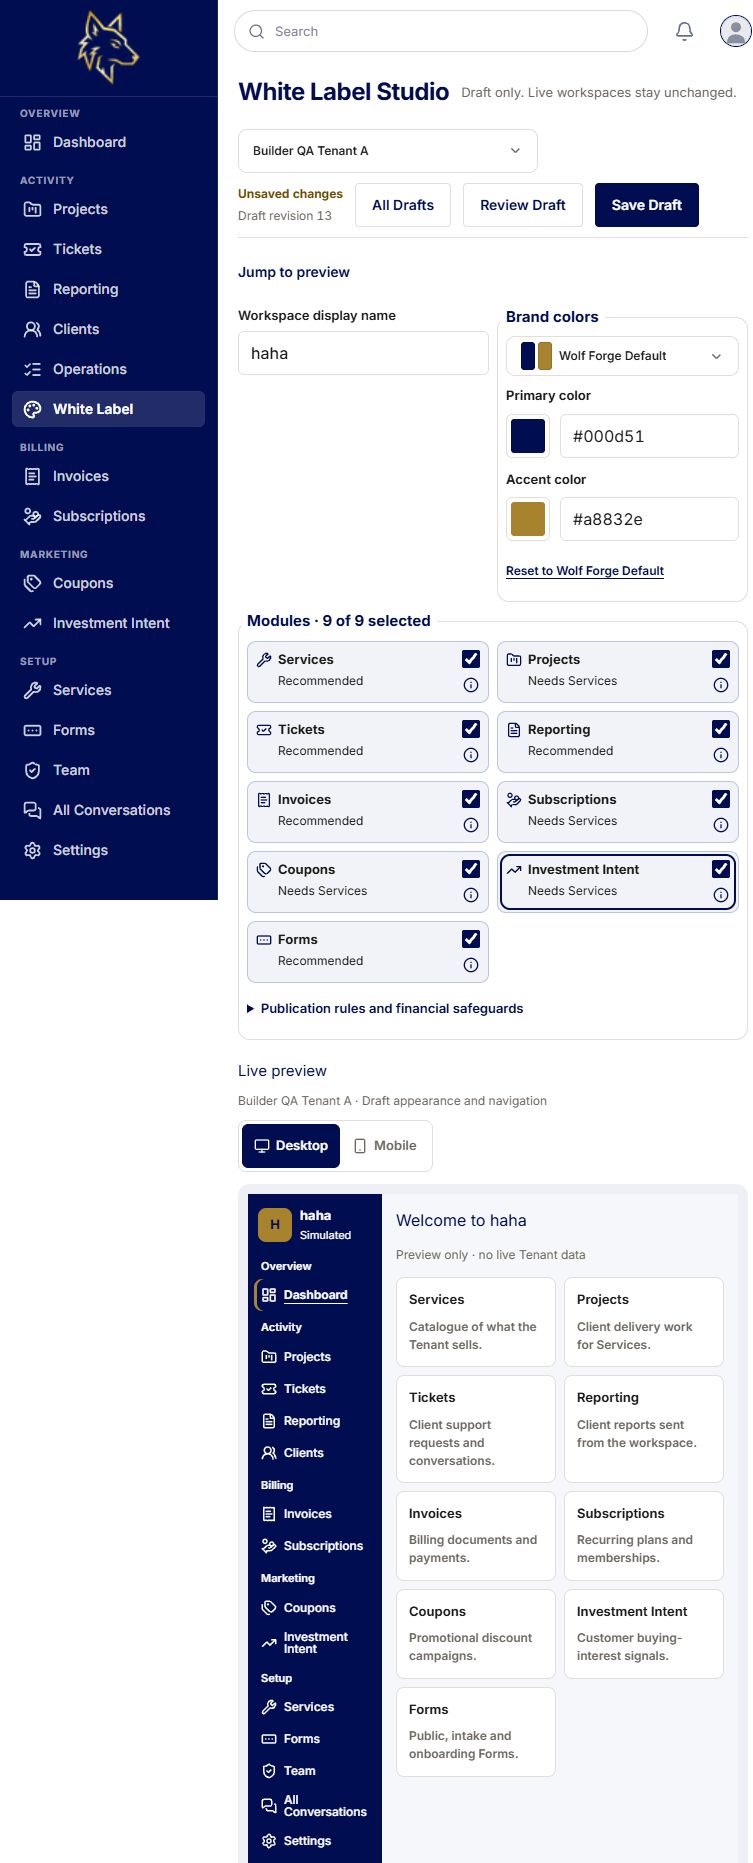 OVERVIEW
Dashboard
ACTIVITY
Projects
Tickets
Reporting
Clients
Operations
White Label
BILLING
Invoices
Subscriptions
MARKETING
Coupons
Investment Intent
SETUP
Services
Forms
Team
All Conversations
Settings
Search
White Label Studio
Draft only. Live workspaces stay unchanged.
Builder QA Tenant A
Unsaved changes
Draft revision 13
All Drafts
Review Draft
Save Draft
Jump to preview
Workspace display name
haha
Brand colors
Wolf Forge Default
Primary color
#000d51
Accent color
#a8832e
Reset to Wolf Forge Default
Modules · 9 of 9 selected
Services
Recommended
Projects
Needs Services
Tickets
Recommended
Reporting
Recommended
Invoices
Recommended
Subscriptions
Needs Services
Coupons
Needs Services
Investment Intent
Needs Services
Forms
Recommended
Publication rules and financial safeguards
Live preview
Builder QA Tenant A · Draft appearance and navigation
Desktop
Mobile
H
haha
Simulated
Overview
Dashboard
Activity
Projects
Tickets
Reporting
Clients
Billing
Invoices
Subscriptions
Marketing
Coupons
Investment
Intent
Setup
Services
Forms
Team
All
Conversations
Settings
Welcome to haha
Preview only · no live Tenant data
Services
Catalogue of what the
Tenant sells.
Projects
Client delivery work
for Services.
Tickets
Client support
requests and
conversations.
Reporting
Client reports sent
from the workspace.
Invoices
Billing documents and
payments.
Subscriptions
Recurring plans and
memberships.
Coupons
Promotional discount
campaigns.
Investment Intent
Customer buying-
interest signals.
Forms
Public, intake and
onboarding Forms.